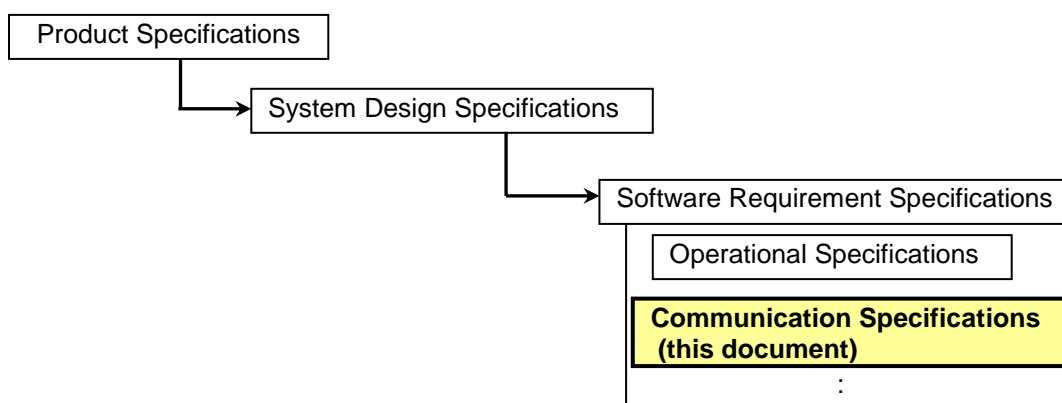 Product Specifications
System Design Specifications
Software Requirement Specifications
Operational Specifications
Communication Specifications
(this document)
: